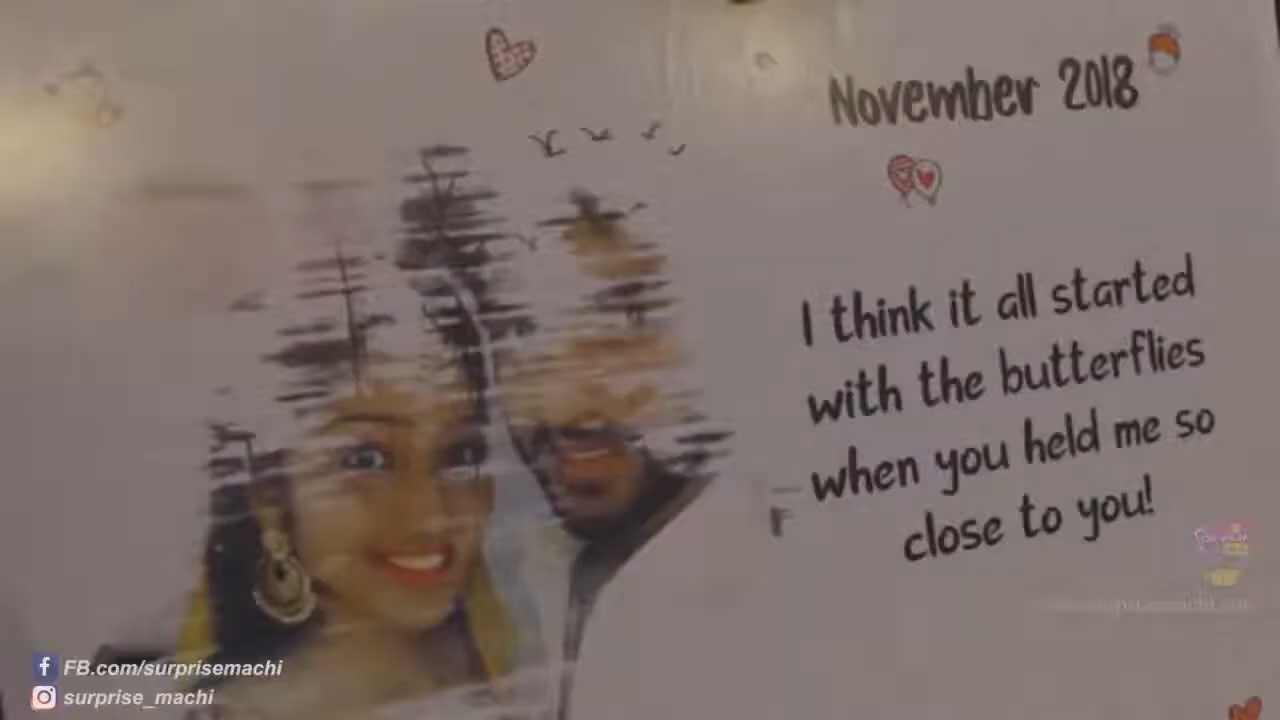 November 2018
I think it all started
with the butterflies
when you held me so
close to you!
FB.com/surprisemachi
surprise_machi